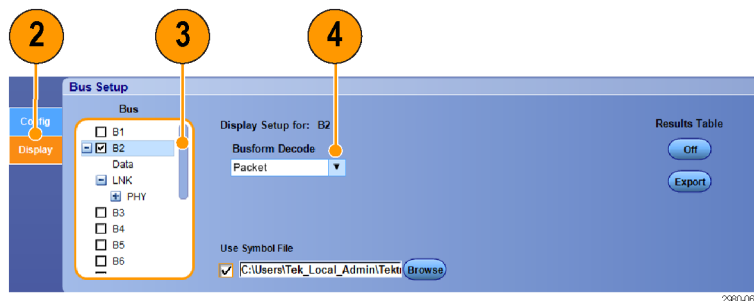 2
3
4
Bus Setup
Config
Display
Bus
B1
B2
Data
LNK
PHY
B3
B4
B5
B6
Display Setup for: B2
Busform Decode
Packet
Use Symbol File
C:\Users\Tek_Local_Admin\Tektr
Browse
Results Table
Off
Export